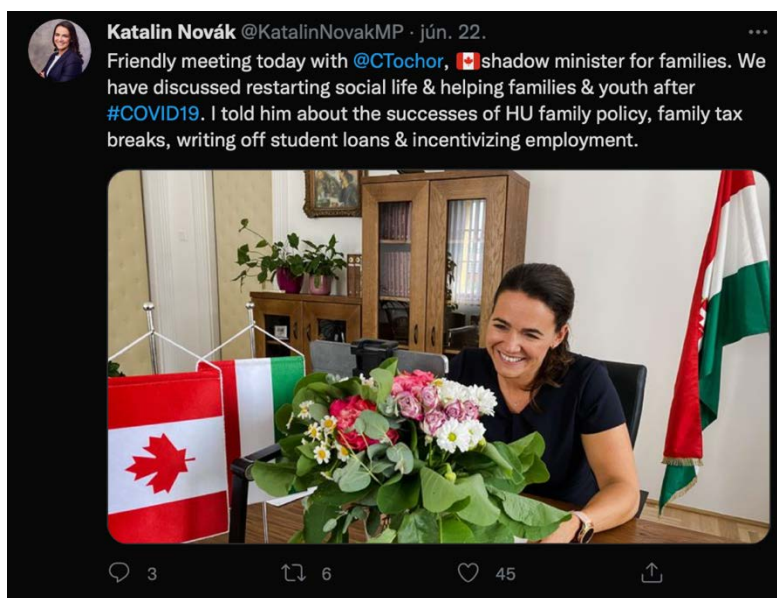 Katalin Novák @KatalinNovakMP · jún. 22.
Friendly meeting today with @CTochor, 🇨🇦shadow minister for families. We
have discussed restarting social life & helping families & youth after
#COVID19. I told him about the successes of HU family policy, family tax
breaks, writing off student loans & incentivizing employment.
3 6 45